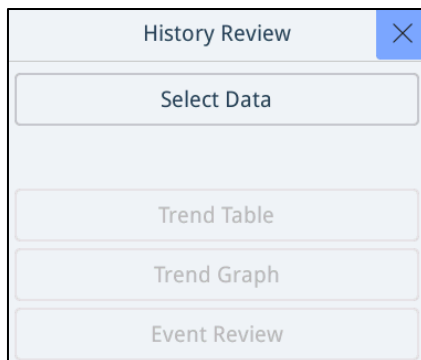 History Review
Select Data
Trend Table
Trend Graph
Event Review